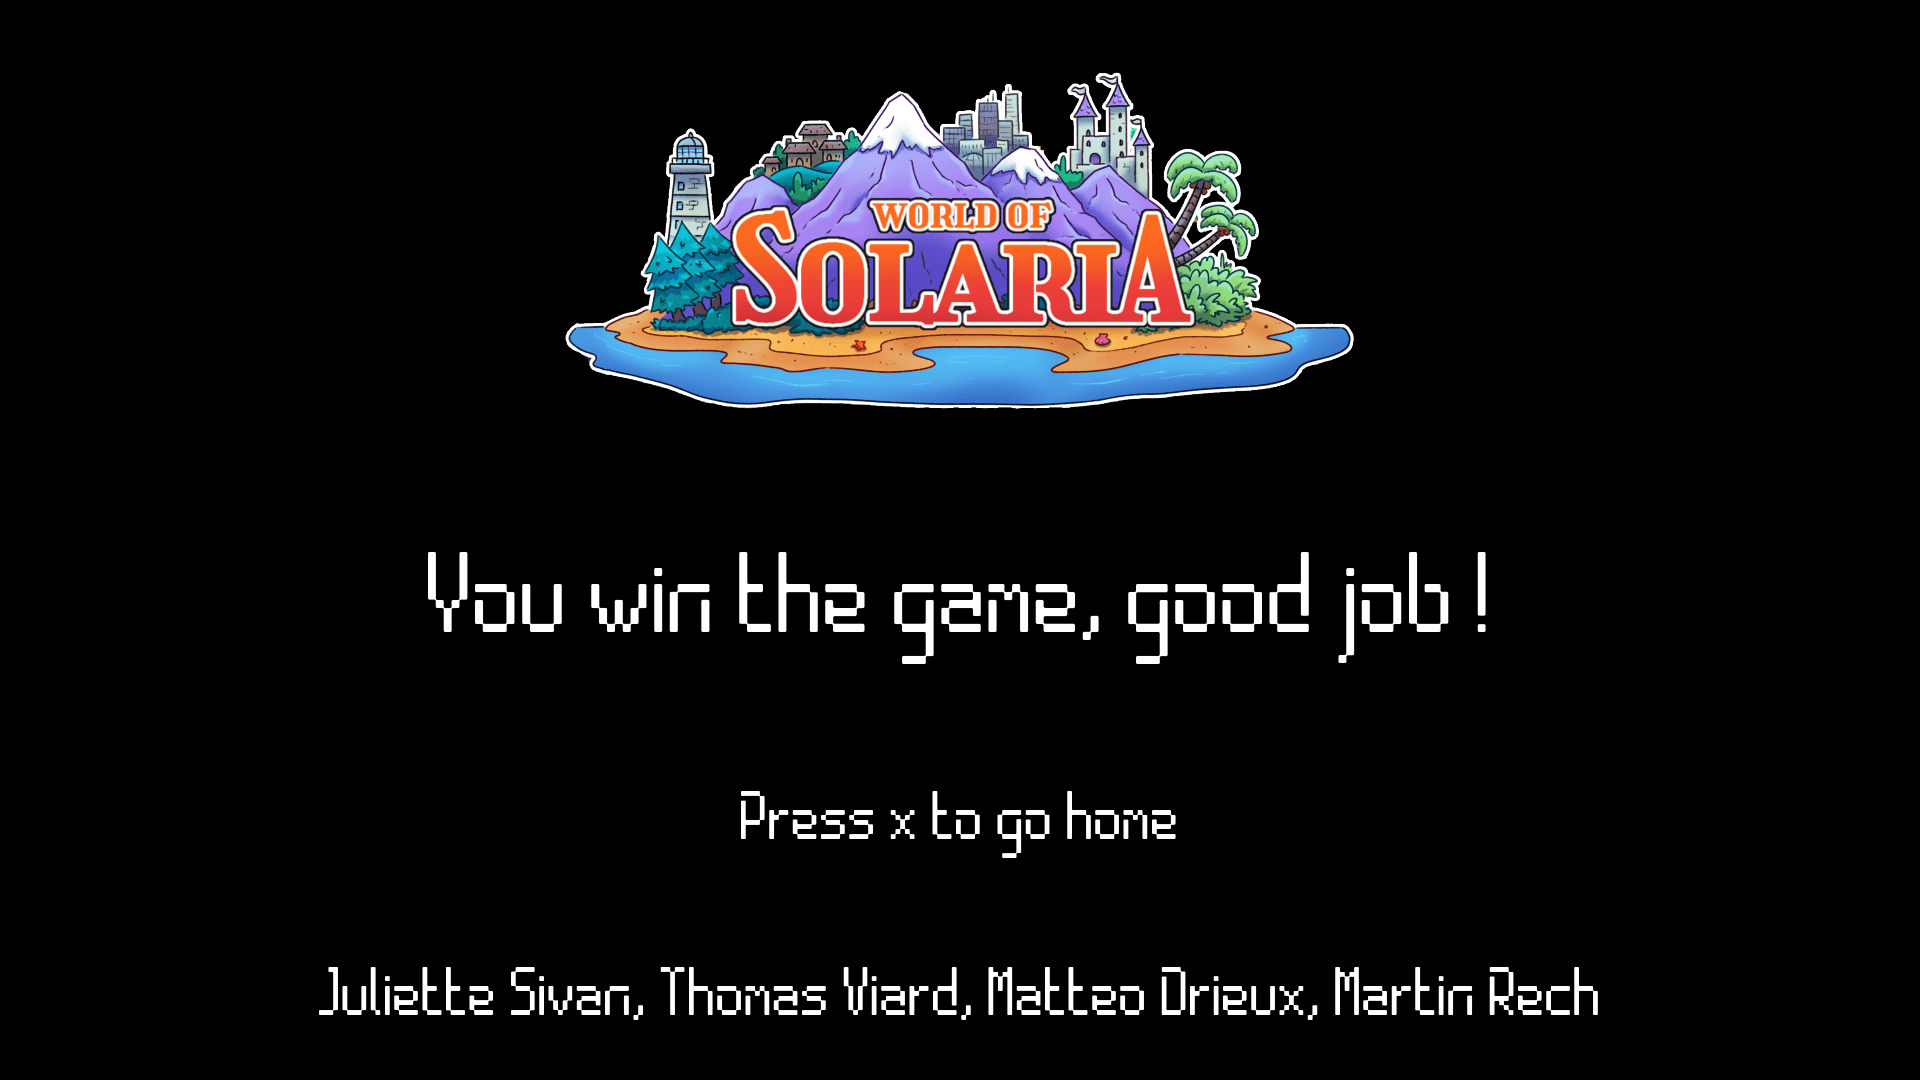 WORLD OF
SOLARIA
You win the game, good job !
Press x to go home
Juliette Sivan, Thomas Viard, Matteo Drieux, Martin Rech